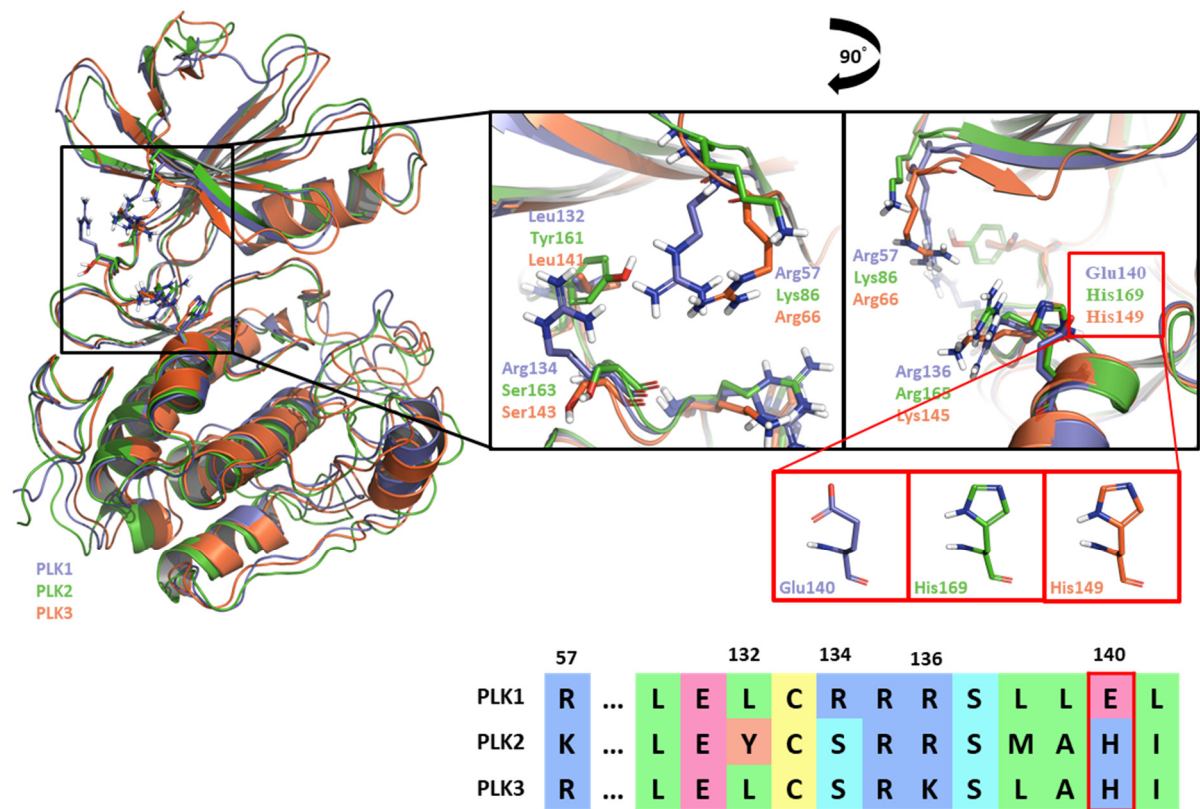 90°
Leu132
Tyr161
Leu141
Arg57
Lys86
Arg66
Arg134
Ser163
Ser143
Arg57
Lys86
Arg66
Glu140
His169
His149
Arg136
Arg165
Lys145
PLK1
PLK2
PLK3
Glu140 His169 His149
57 132 134 136 140
PLK1 R ... L E L C R R R S L L E L
PLK2 K ... L E Y C S R R S M A H I
PLK3 R ... L E L C S R K S L A H I